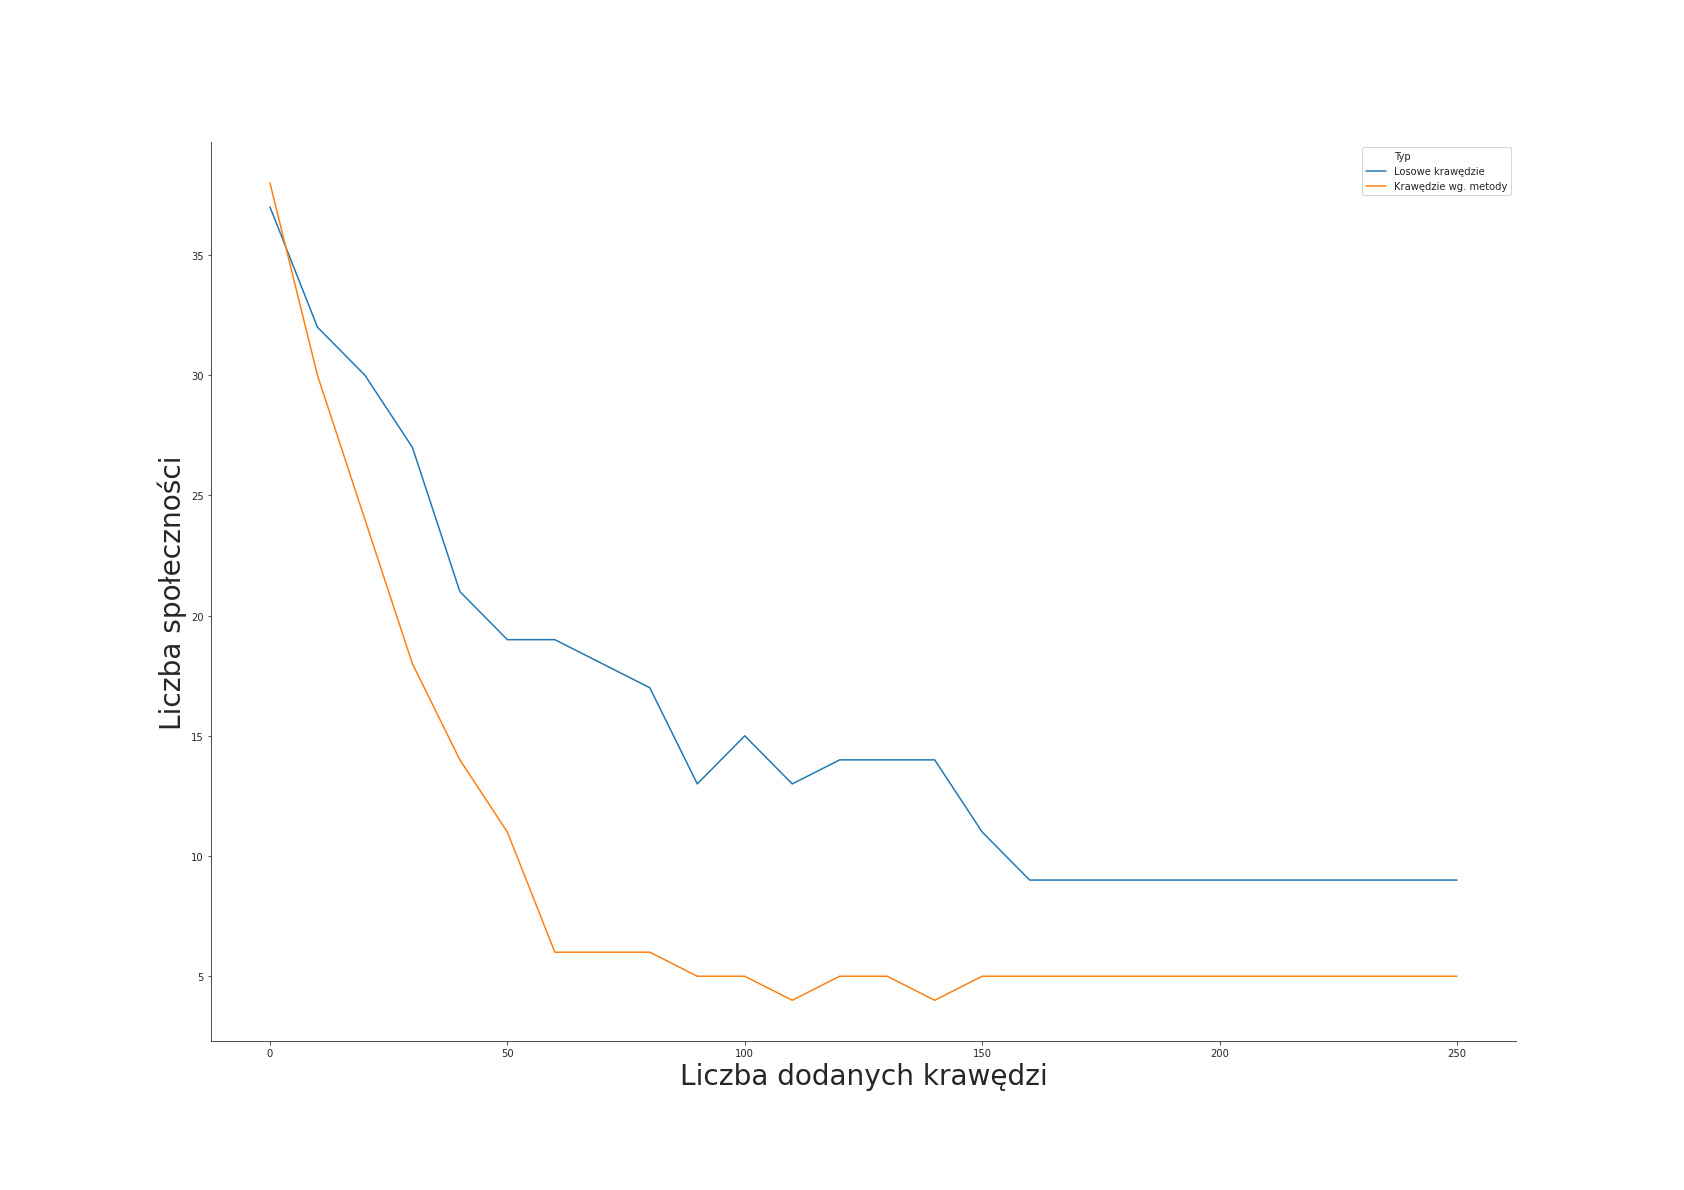 Typ
Losowe krawędzie
Krawędzie wg. metody
Liczba społeczności
35
30
25
20
15
10
5
0 50 100 150 200 250
Liczba dodanych krawędzi